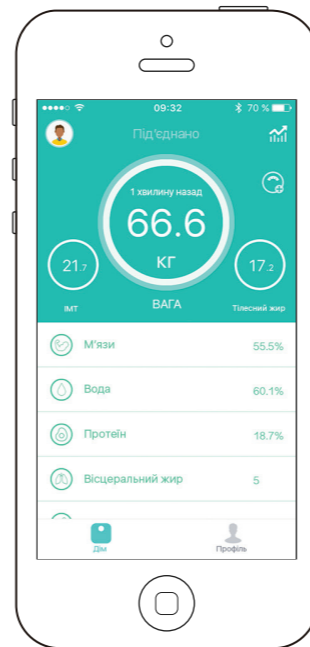 09:32
70 %
Під'єднано
1 хвилину назад
66.6
КГ
21.7
17.2
ІМТ
ВАГА
Тілесний жир
М'язи 55.5%
Вода 60.1%
Протеїн 18.7%
Вісцеральний жир 5
Дім
Профіль